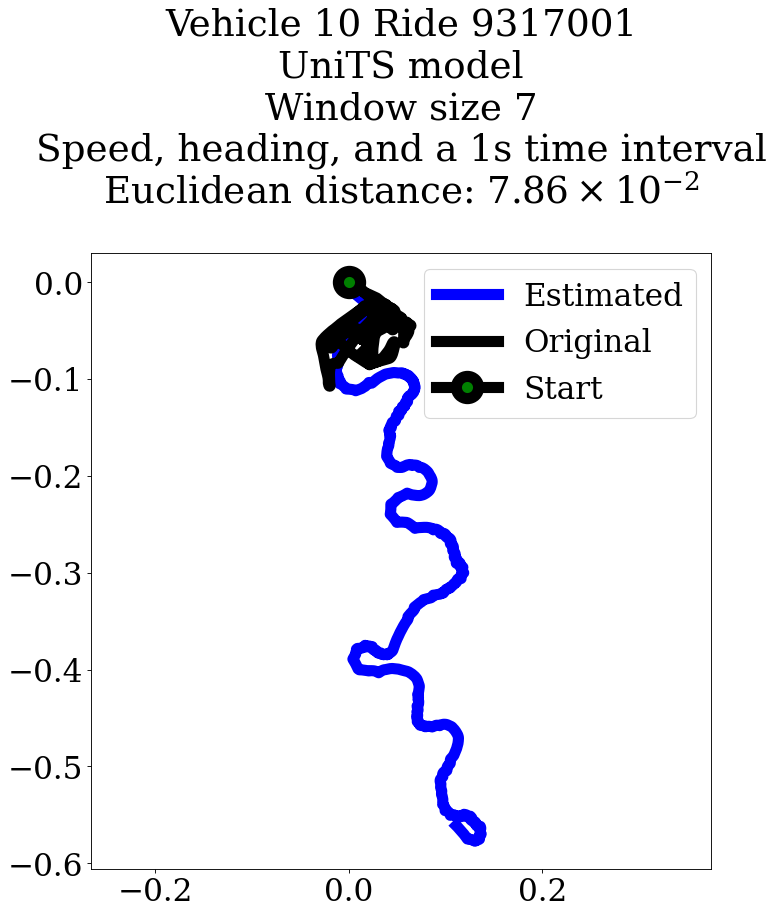 Vehicle 10 Ride 9317001
UniTS model
Window size 7
Speed, heading, and a 1s time interval
Euclidean distance: 7.86 × 10⁻²
Estimated
Original
Start
0.0
−0.1
−0.2
−0.3
−0.4
−0.5
−0.6
−0.2 0.0 0.2